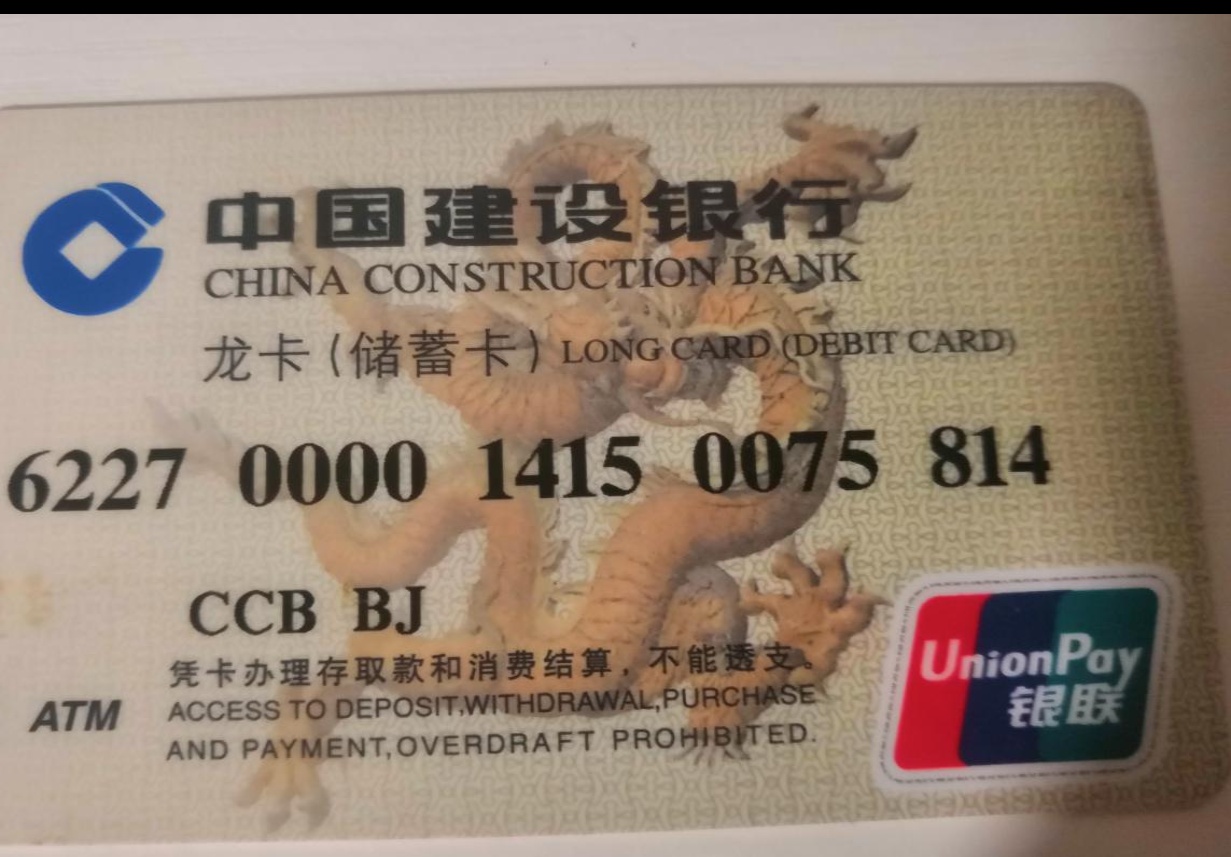 中国建设银行
CHINA CONSTRUCTION BANK
龙卡(储蓄卡) LONG CARD (DEBIT CARD)
6227 0000 1415 0075 814
CCB BJ
凭卡办理存取款和消费结算，不能透支。
ATM ACCESS TO DEPOSIT,WITHDRAWAL,PURCHASE
AND PAYMENT,OVERDRAFT PROHIBITED.
UnionPay
银联